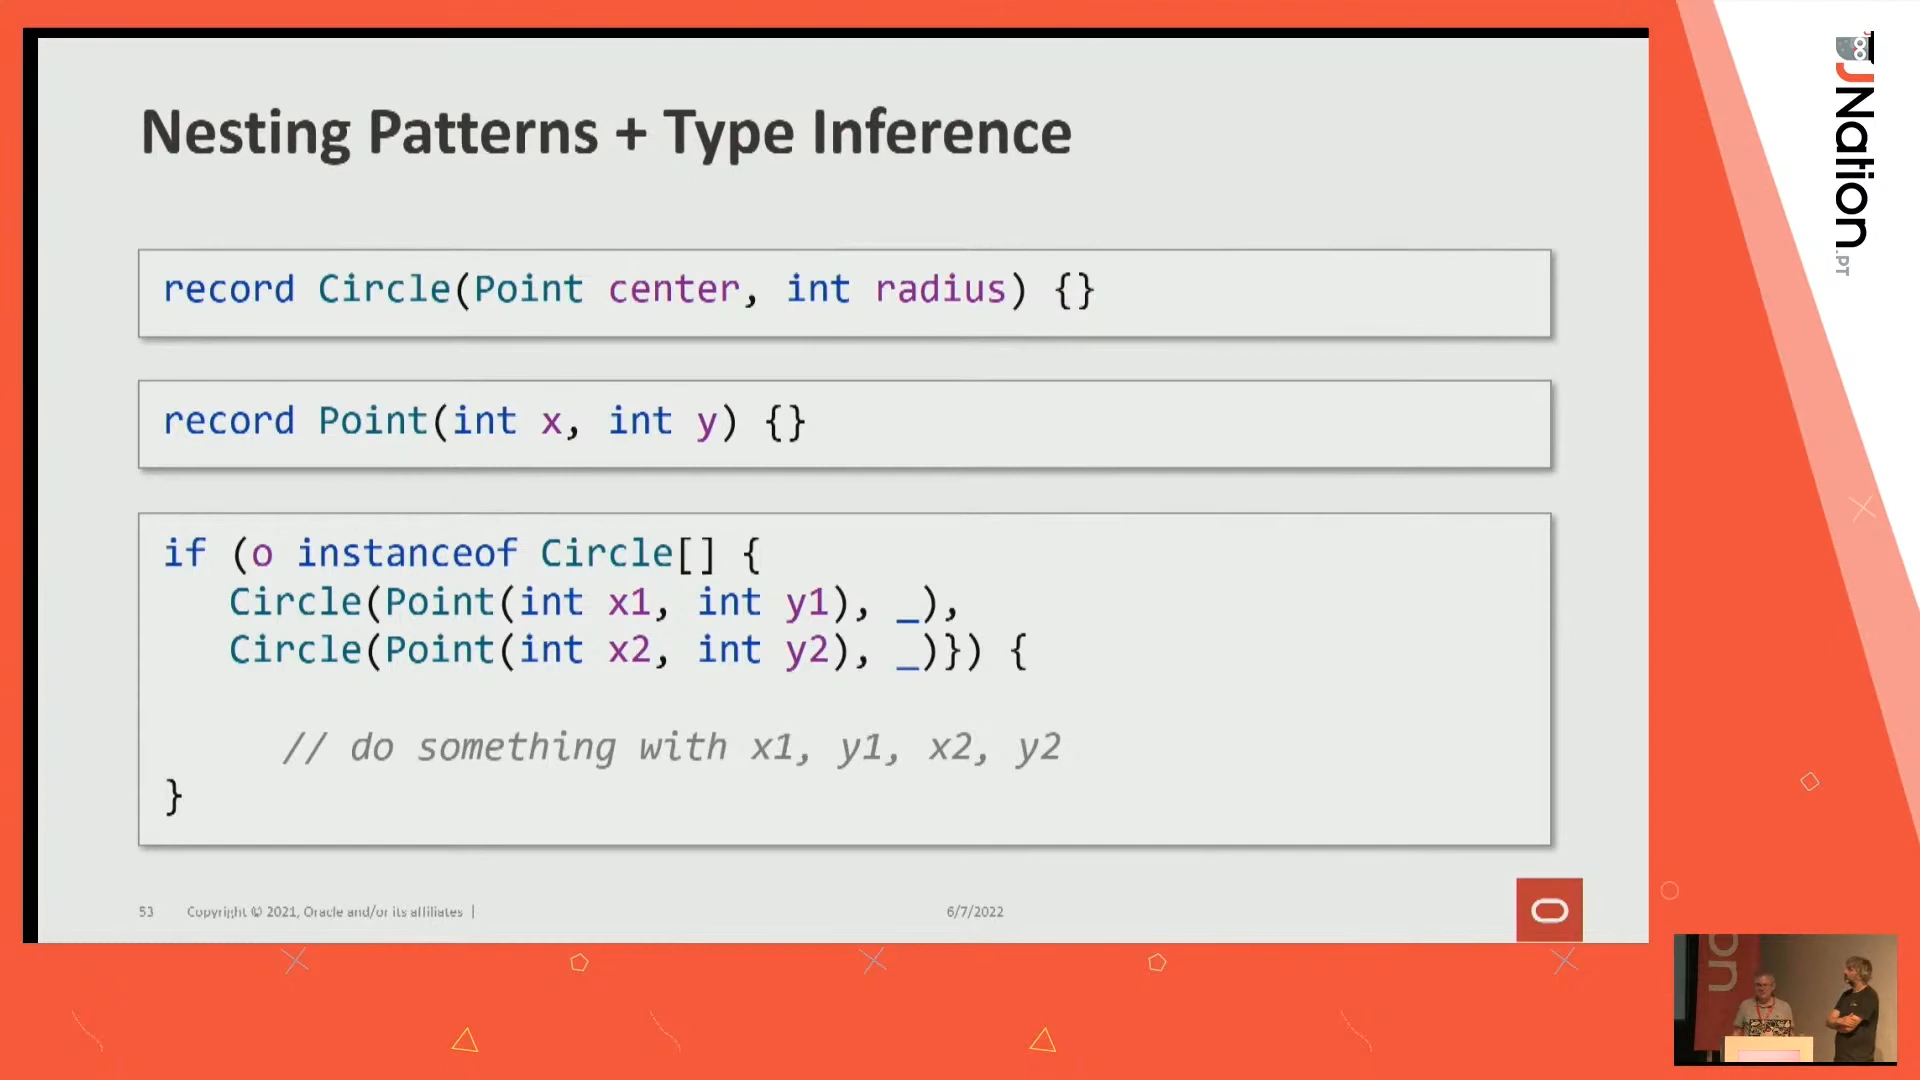 Nesting Patterns + Type Inference
record Circle(Point center, int radius) {}
record Point(int x, int y) {}
if (o instanceof Circle[] {
Circle(Point(int x1, int y1), _),
Circle(Point(int x2, int y2), _)}) {
// do something with x1, y1, x2, y2
}
53 Copyright © 2021, Oracle and/or its affiliates | 6/7/2022
JNation.PT
on